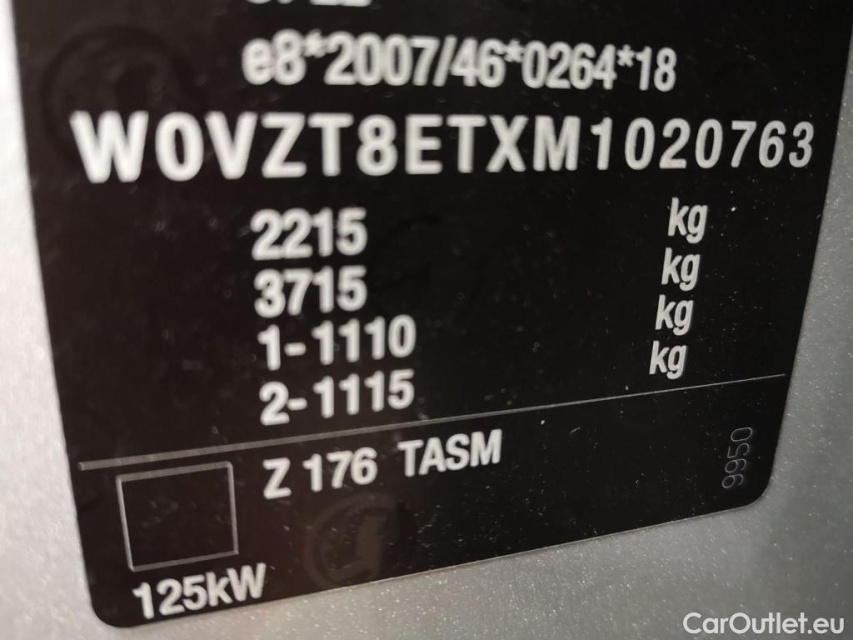 e8*2007/46*0264*18
W0VZT8ETXM1020763
2215 kg
3715 kg
1-1110 kg
2-1115 kg
Z 176 TASM
9950
125kW
CarOutlet.eu